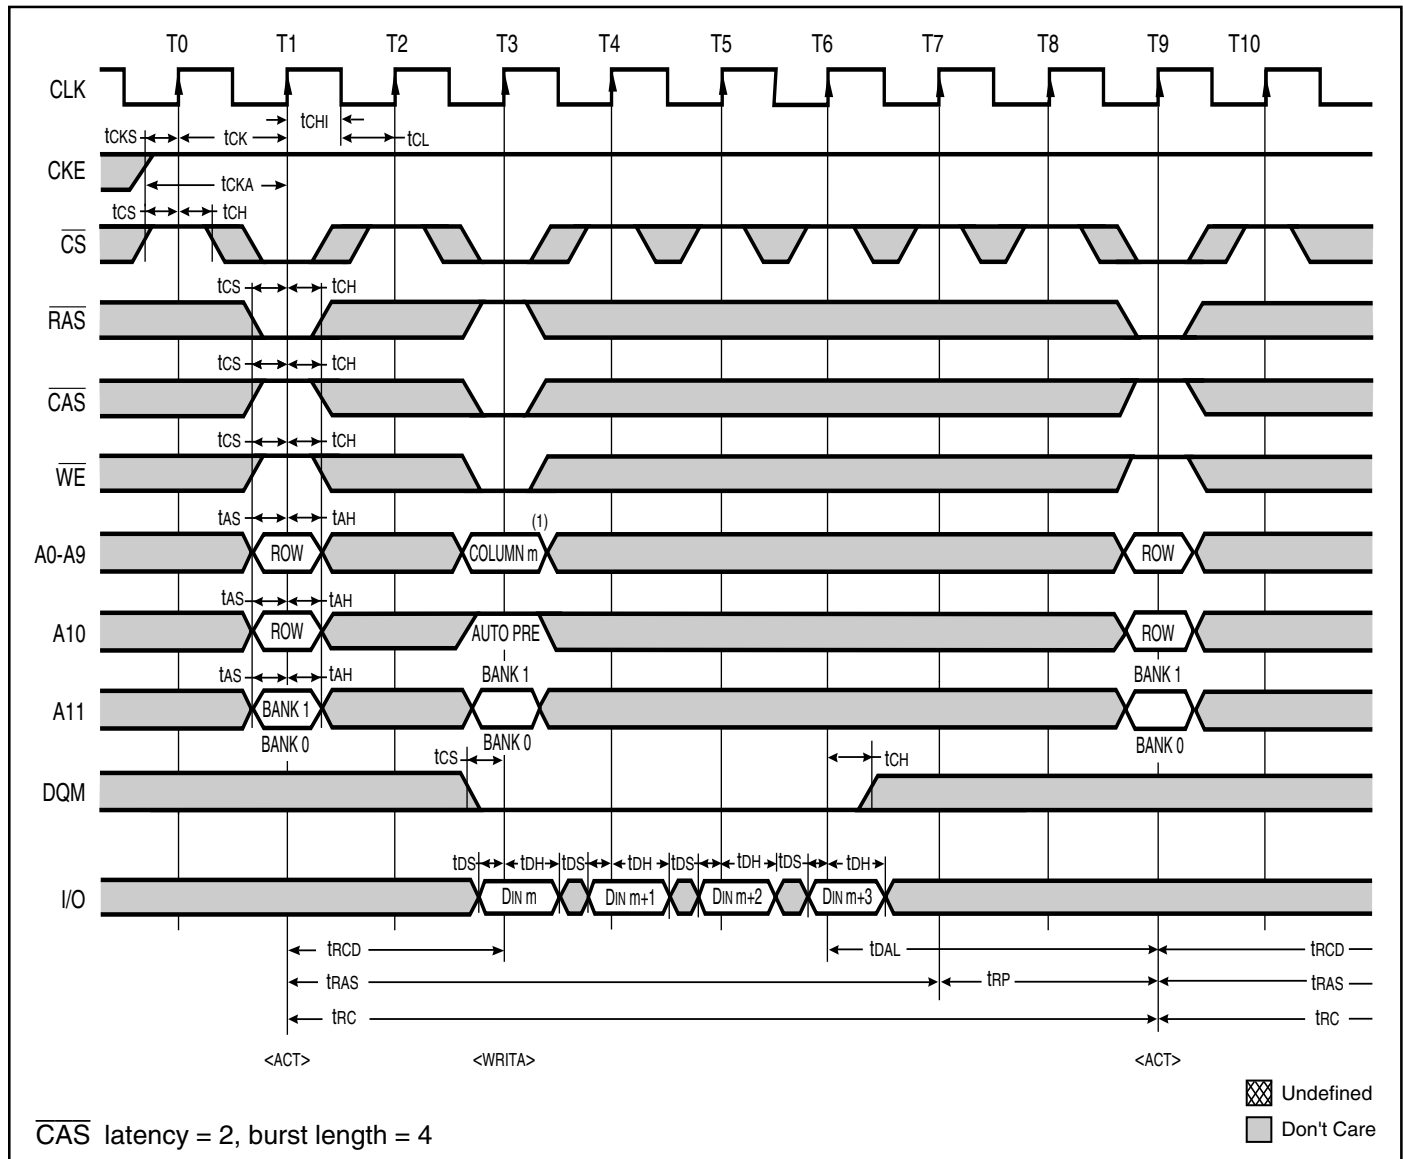 T0 T1 T2 T3 T4 T5 T6 T7 T8 T9 T10
CLK
tCHI
tCKS tCK tCL
CKE
tCKA
tCS tCH
CS
tCS tCH
RAS
tCS tCH
CAS
tCS tCH
WE
tAS tAH (1)
A0-A9 ROW COLUMN m ROW
tAS tAH
A10 ROW AUTO PRE ROW
tAS tAH BANK 1 BANK 1
A11 BANK 1
BANK 0 BANK 0 BANK 0
tCS tCH
DQM
tDS tDH tDS tDH tDS tDH tDS tDH
I/O DIN m DIN m+1 DIN m+2 DIN m+3
tRCD tDAL tRCD
tRAS tRP tRAS
tRC tRC
<ACT> <WRITA> <ACT>
Undefined
Don't Care
CAS latency = 2, burst length = 4